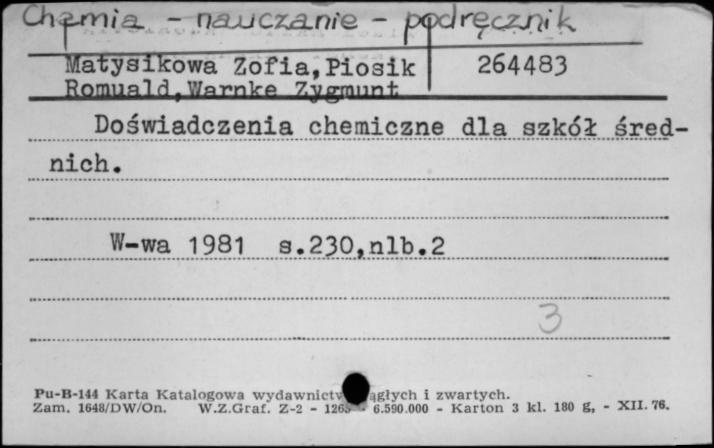 Chemia - nauczanie - podręcznik
Matysikowa Zofia, Piosik
Romuald, Warnke Zygmunt
264483
Doświadczenia chemiczne dla szkół śred-
nich.
W-wa 1981 s.230,nlb.2
3
Pu-B-144 Karta Katalogowa wydawnictw ągłych i zwartych.
Zam. 1648/DW/On. W.Z.Graf. Z-2 - 6.590.000 - Karton 3 kl. 180 g, - XII. 76.